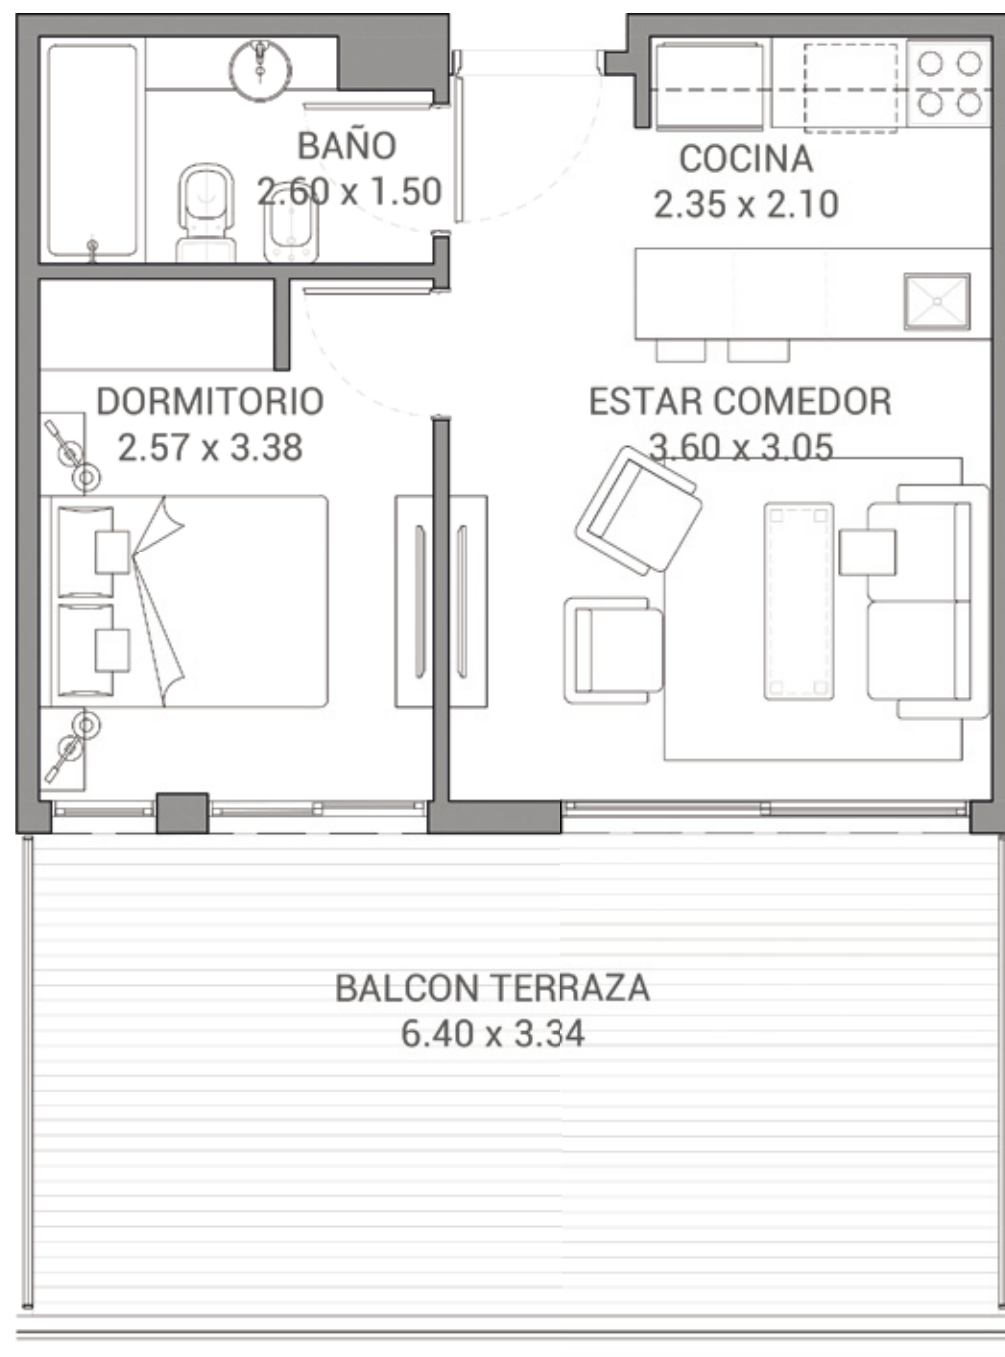 BAÑO
2.60 x 1.50
COCINA
2.35 x 2.10
DORMITORIO
2.57 x 3.38
ESTAR COMEDOR
3.60 x 3.05
BALCON TERRAZA
6.40 x 3.34